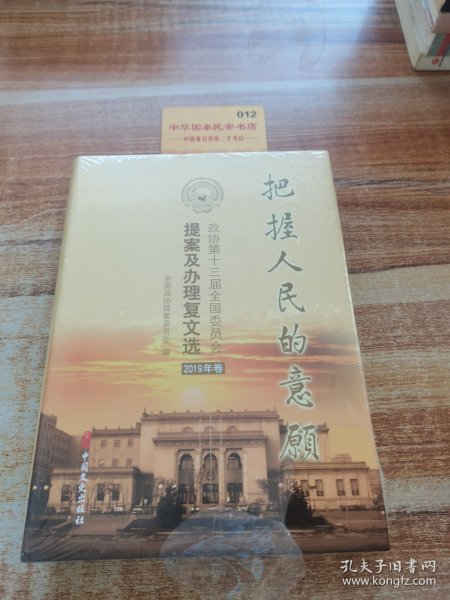 012
中华国泰民安书店
把握人民的意愿
政协第十三届全国委员会
提案及办理复文选
2019年卷
全国政协提案委员会 编
中国文史出版社
孔夫子旧书网
www.kongfz.com